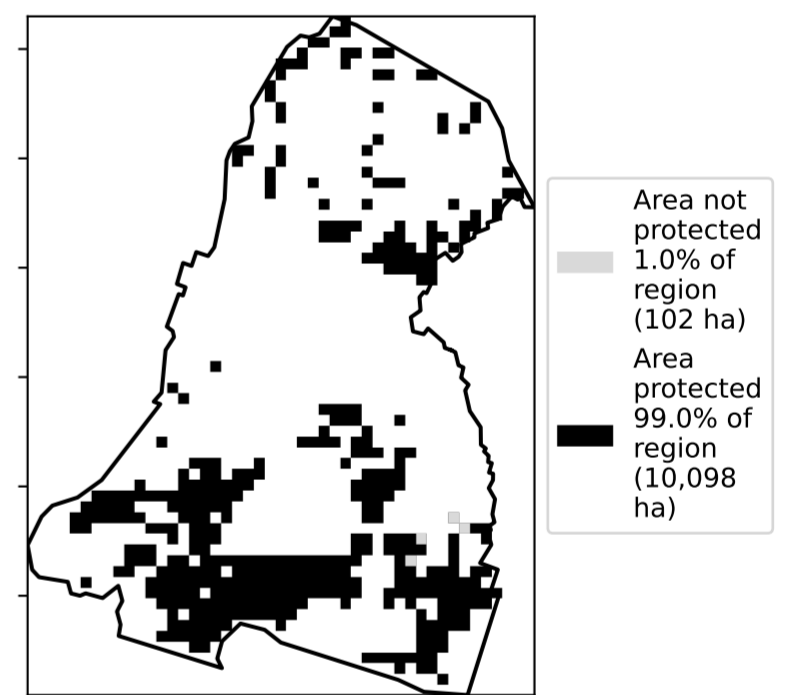 Area not
protected
1.0% of
region
(102 ha)
Area
protected
99.0% of
region
(10,098
ha)